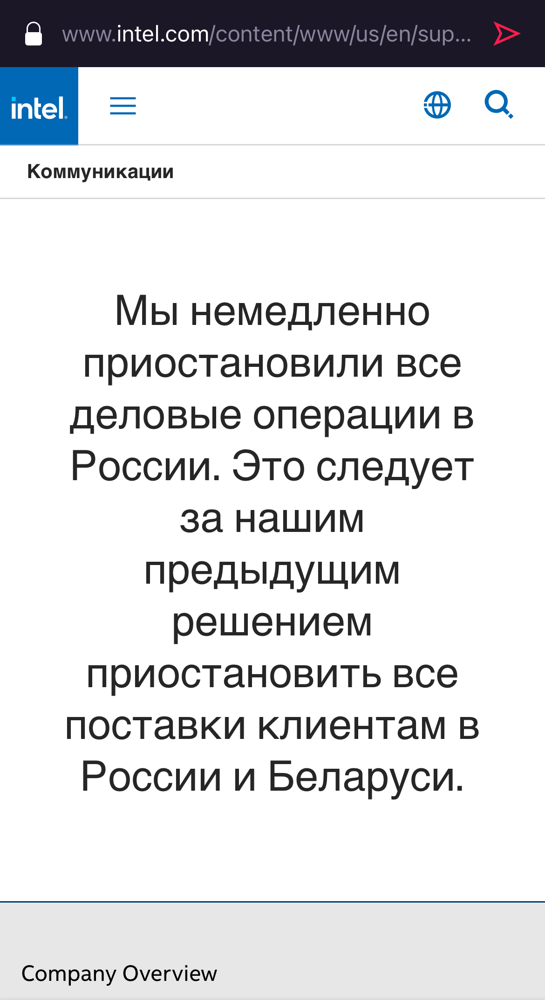 www.intel.com/content/www/us/en/sup...
intel®
Коммуникации
Мы немедленно
приостановили все
деловые операции в
России. Это следует
за нашим
предыдущим
решением
приостановить все
поставки клиентам в
России и Беларуси.
Company Overview